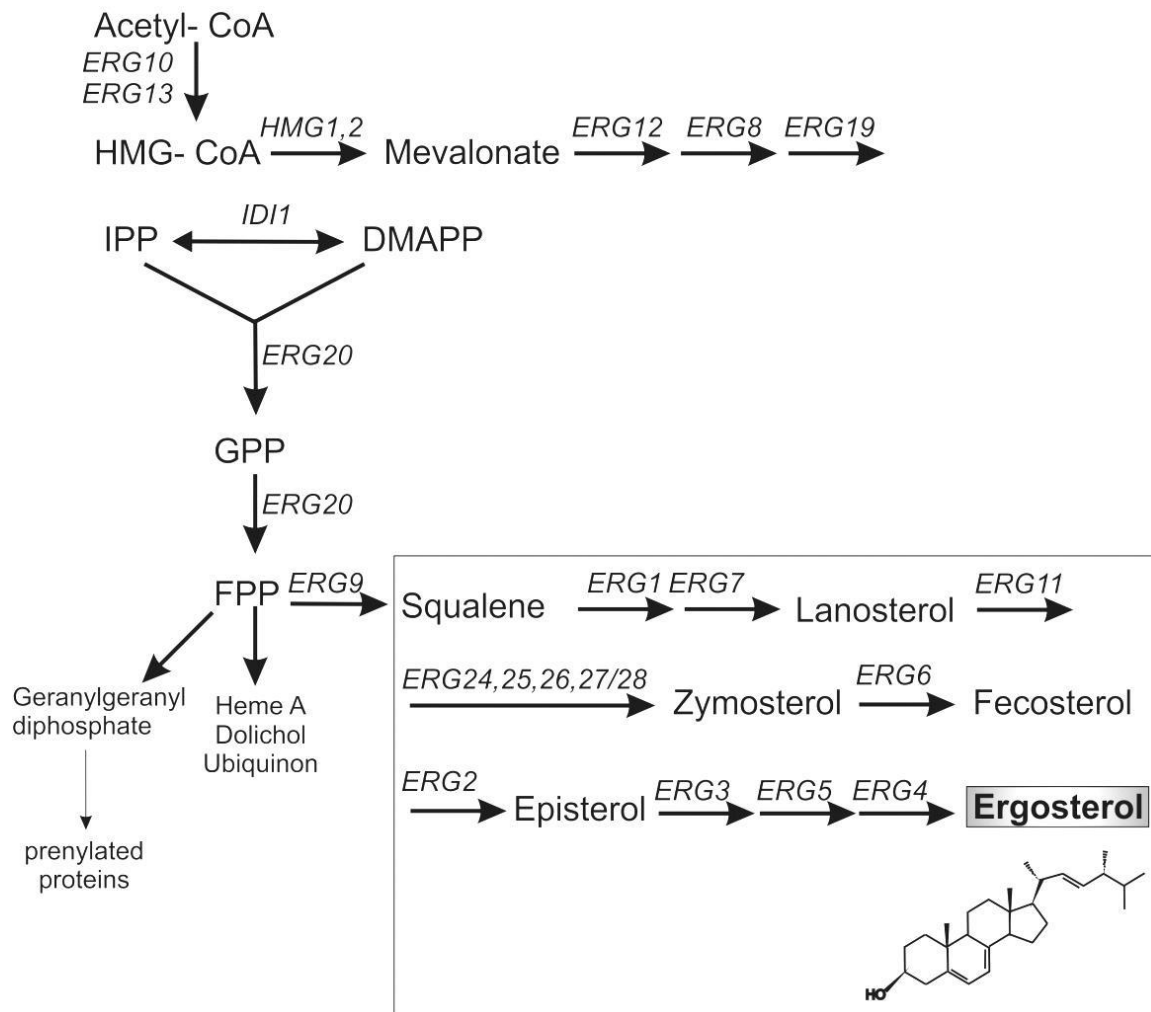 Acetyl- CoA
ERG10
ERG13
HMG- CoA HMG1,2 Mevalonate ERG12 ERG8 ERG19
IPP IDI1 DMAPP
ERG20
GPP
ERG20
FPP ERG9 Squalene ERG1 ERG7 Lanosterol ERG11
Geranylgeranyl
diphosphate
prenylated
proteins
Heme A
Dolichol
Ubiquinon
ERG24,25,26,27/28 Zymosterol ERG6 Fecosterol
ERG2 Episterol ERG3 ERG5 ERG4 Ergosterol
HO